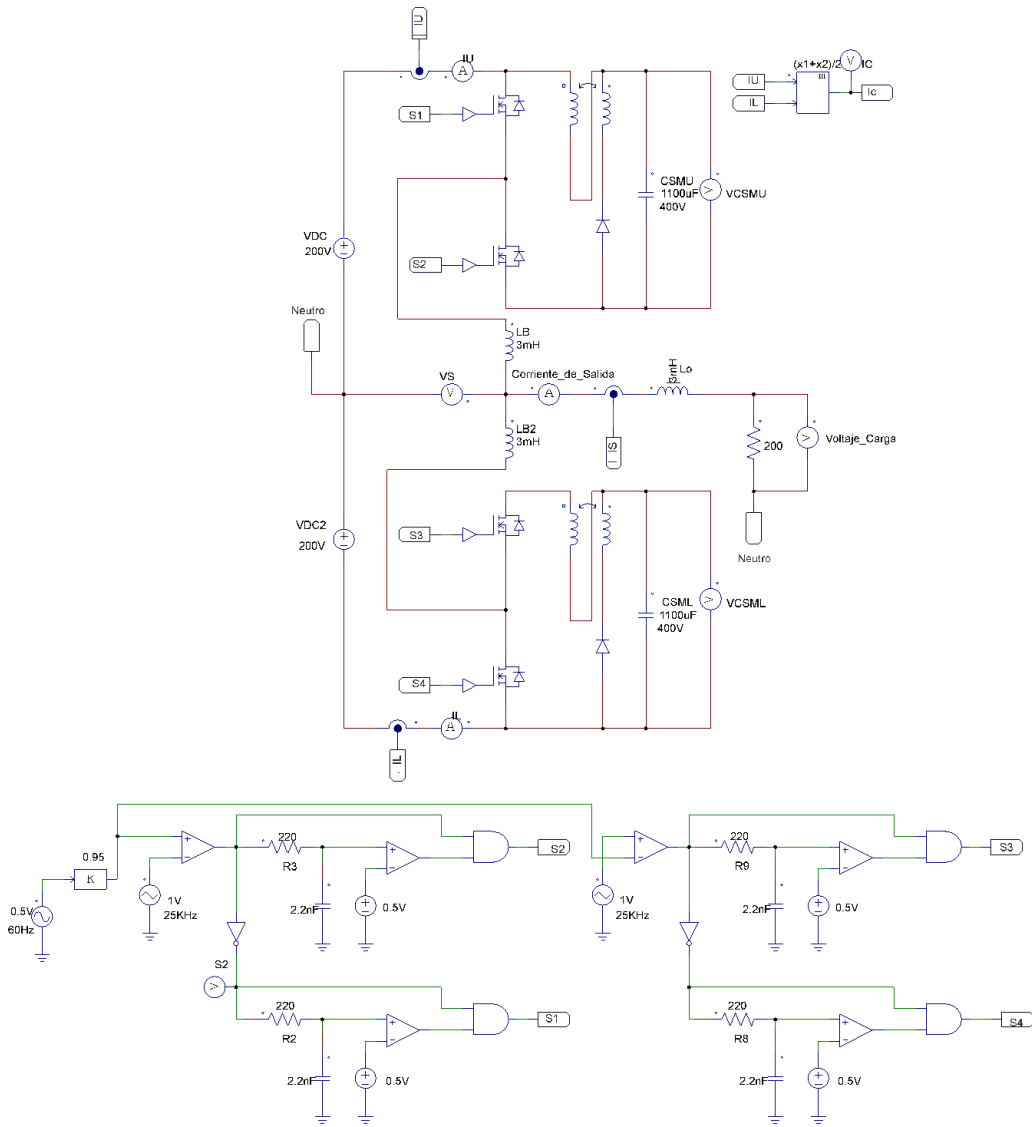 IU
A
IU
S1
CSMU
1100uF
400V
V
VCSMU
(x1+x2)/2
V
IC
IU
IL
m
Ic
VDC
200V
S2
Neutro
LB
3mH
VS
V
Corriente_de_Salida
A
3mH
Lo
LB2
3mH
IS
200
V
Voltaje_Carga
Neutro
VDC2
200V
S3
CSML
1100uF
400V
V
VCSML
S4
IL
A
IL
0.95
K
0.5V
60Hz
1V
25KHz
220
R3
2.2nF
0.5V
S2
1V
25KHz
220
R9
2.2nF
0.5V
S3
S2
V
220
R2
2.2nF
0.5V
S1
220
R8
2.2nF
0.5V
S4